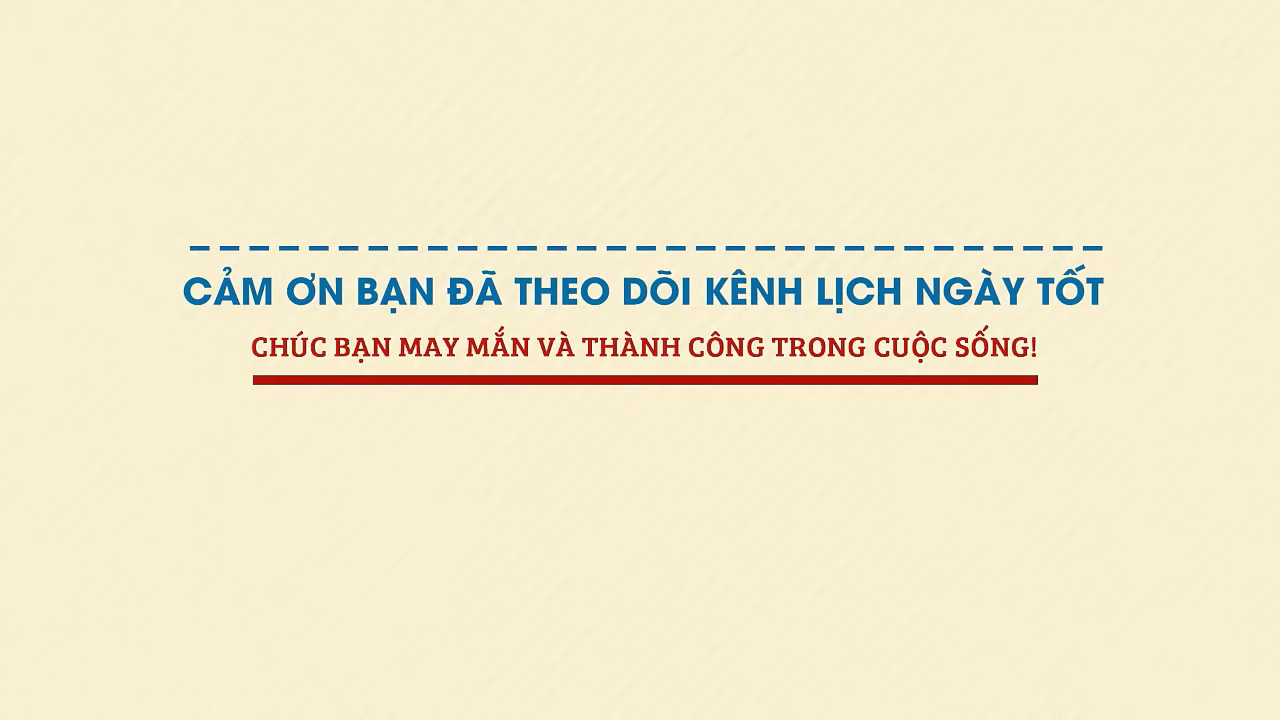 CẢM ƠN BẠN ĐÃ THEO DÕI KÊNH LỊCH NGÀY TỐT
CHÚC BẠN MAY MẮN VÀ THÀNH CÔNG TRONG CUỘC SỐNG!